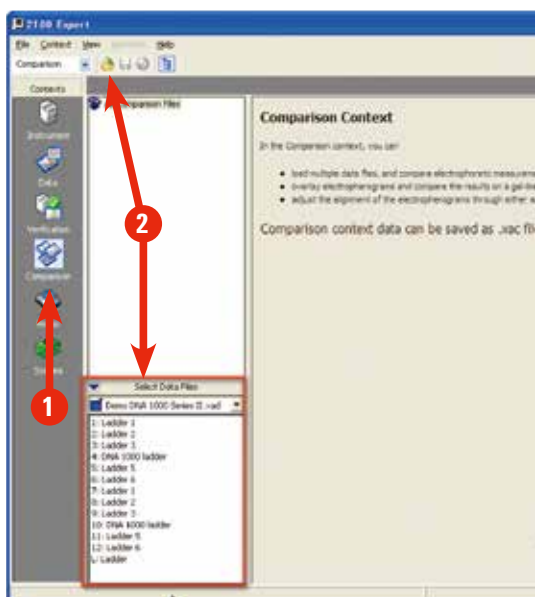 2100 Expert
File Context View Help
Comparison
Contexts
Comparison Files
Instrument
Data
Verification
Comparison
Comparison Context
In the Comparison context, you can
load multiple data files, and compare electrophoretic measurem
overlay electropherograms and compare the results on a gel-li
adjust the alignment of the electropherograms through either
Comparison context data can be saved as .xac fil
2
1
Select Data Files
Demo DNA 1000 Series II.xad
1: Ladder 1
2: Ladder 2
3: Ladder 3
4: DNA 1000 ladder
5: Ladder 5
6: Ladder 6
7: Ladder 1
8: Ladder 2
9: Ladder 3
10: DNA 1000 ladder
11: Ladder 5
12: Ladder 6
L: Ladder